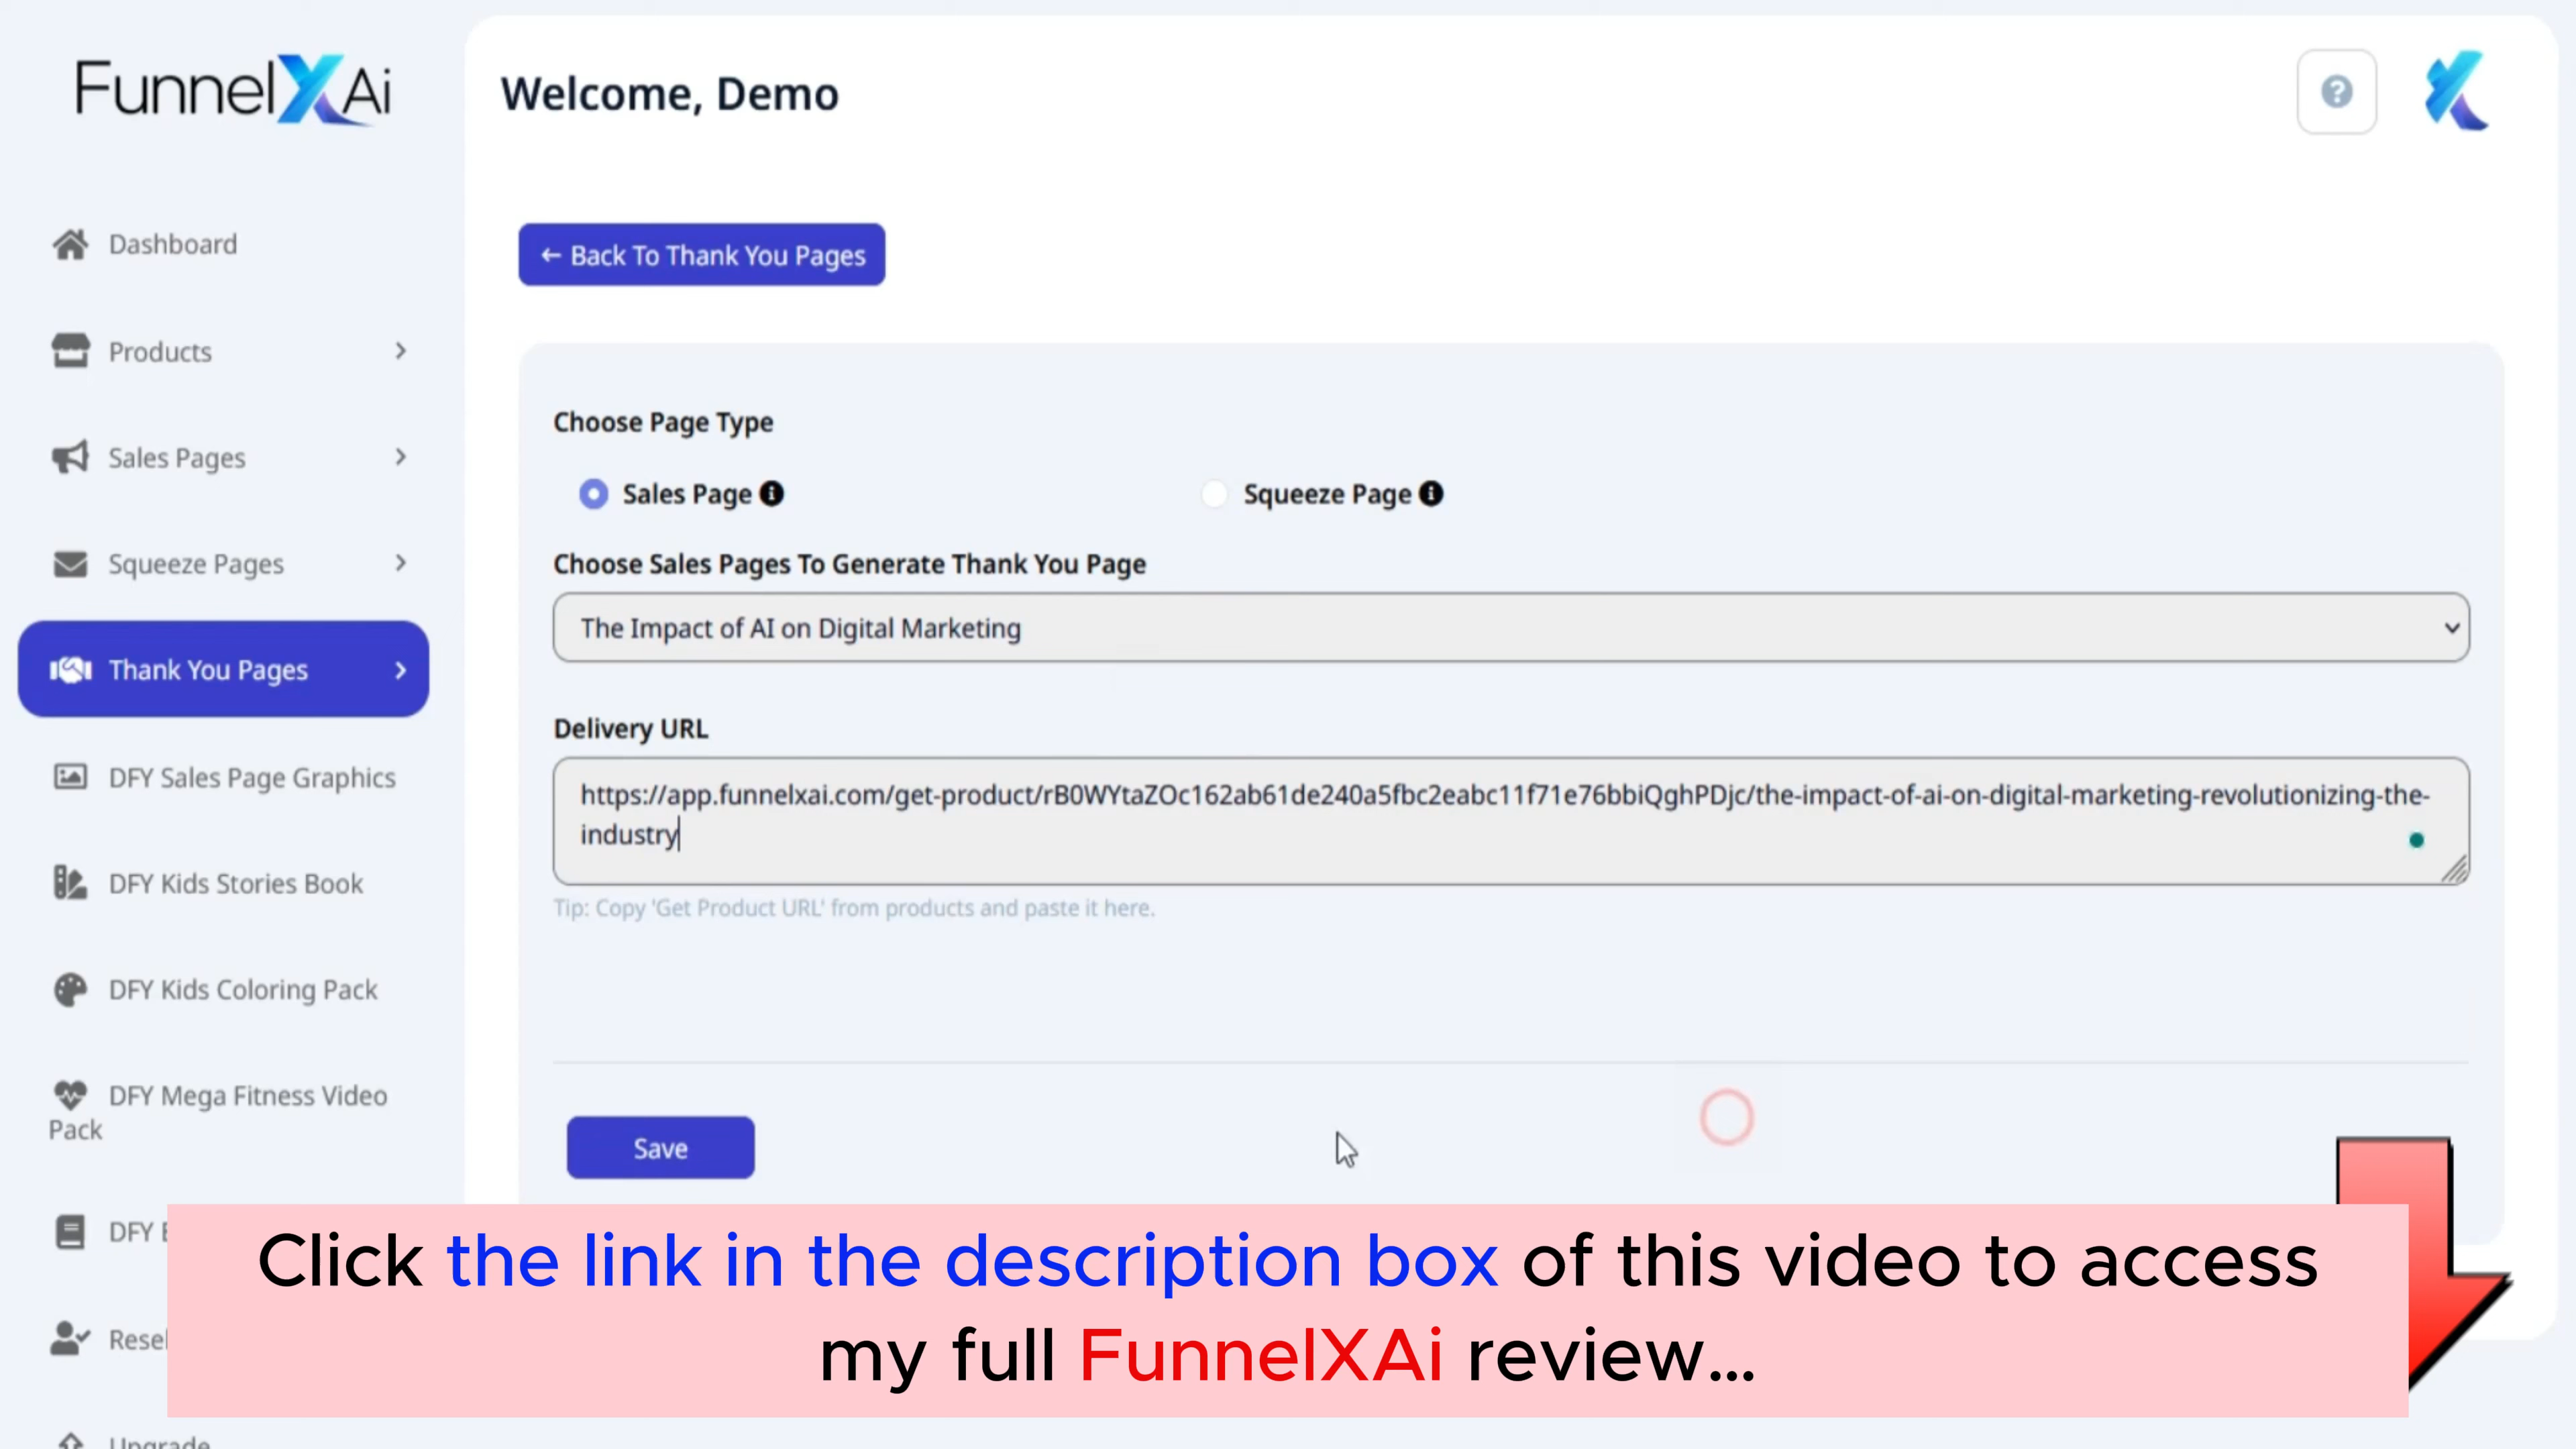 FunnelXAi
Welcome, Demo
Dashboard
Products
Sales Pages
Squeeze Pages
Thank You Pages
DFY Sales Page Graphics
DFY Kids Stories Book
DFY Kids Coloring Pack
DFY Mega Fitness Video
Pack
DFY
Upgrade
← Back To Thank You Pages
Choose Page Type
Sales Page
Squeeze Page
Choose Sales Pages To Generate Thank You Page
The Impact of AI on Digital Marketing
Delivery URL
https://app.funnelxai.com/get-product/rB0WYtaZOc162ab61de240a5fbc2eabc11f71e76bbiQghPDjc/the-impact-of-ai-on-digital-marketing-revolutionizing-the-
industry
Tip: Copy 'Get Product URL' from products and paste it here.
Save
Click the link in the description box of this video to access
my full FunnelXAi review...